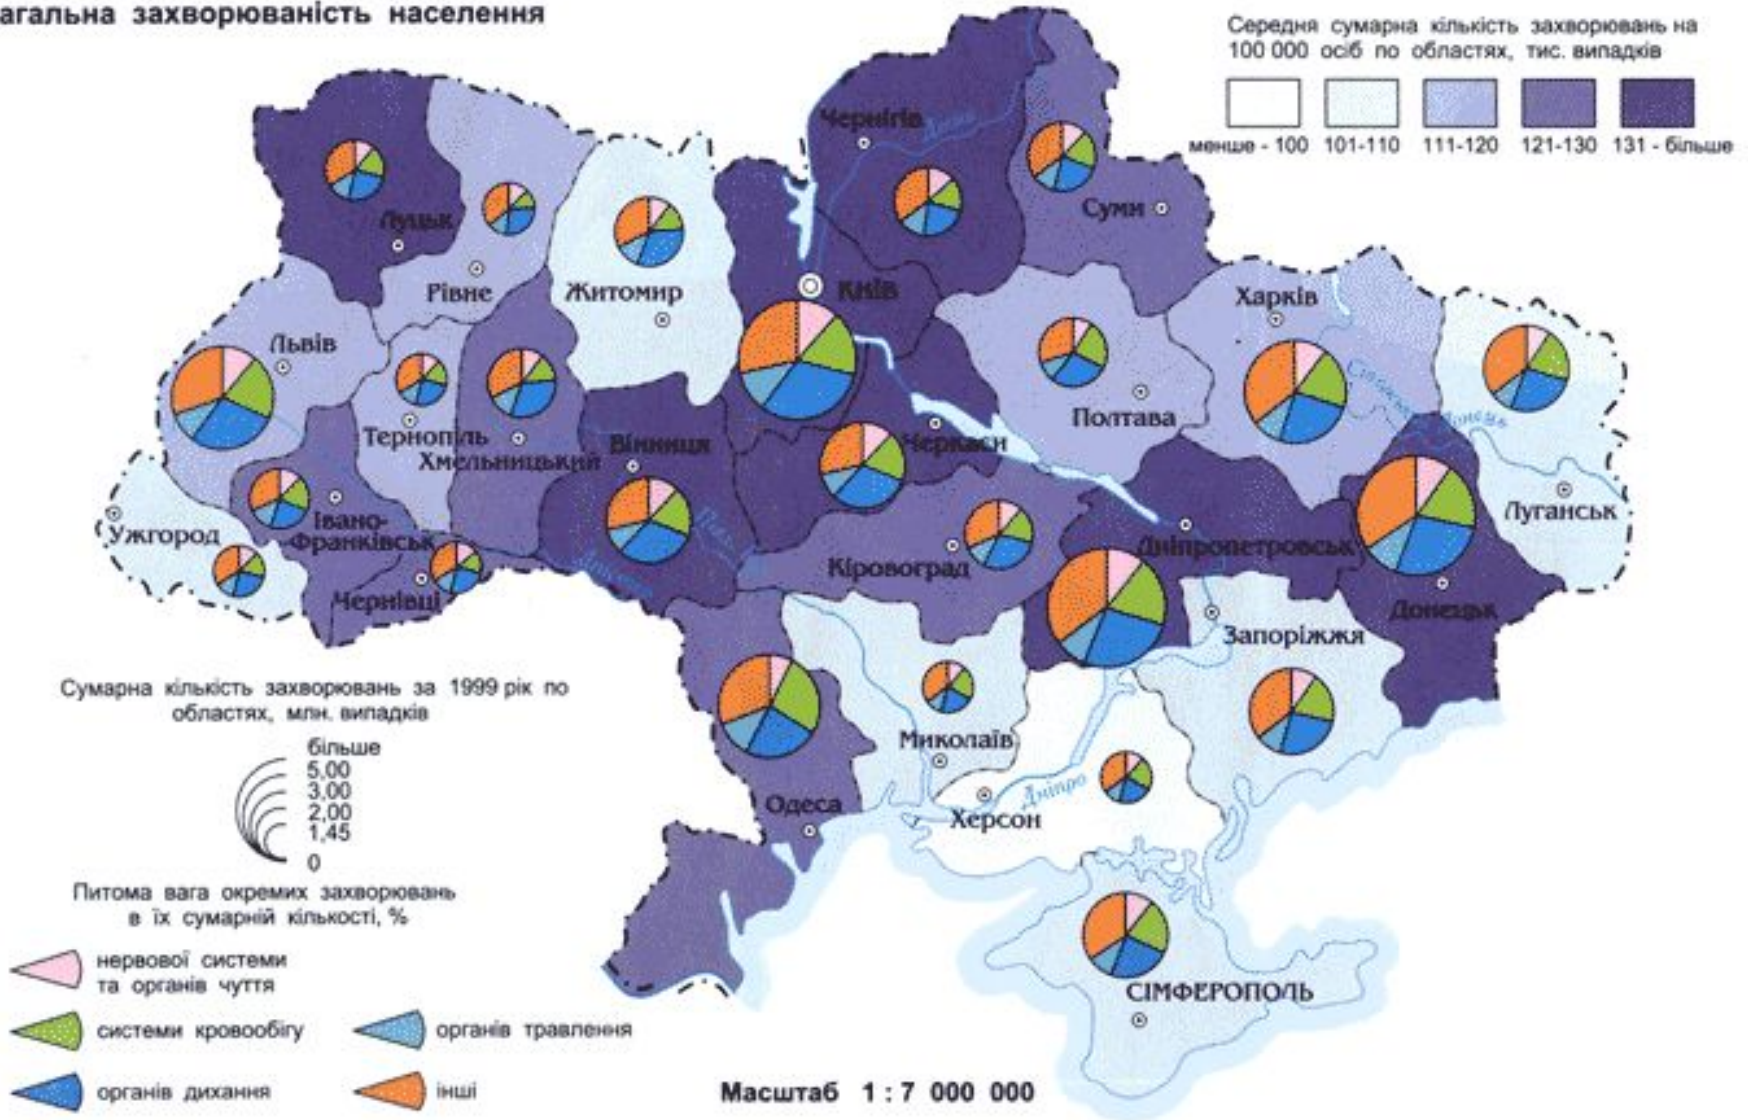 агальна захворюваність населення
Середня сумарна кількість захворювань на
100 000 осіб по областях, тис. випадків
менше - 100 101-110 111-120 121-130 131 - більше
Чернігів
Десна
Суми
Луцьк
Рівне
Житомир
Київ
Харків
Львів
Сіверський Донець
Полтава
Тернопіль
Хмельницький
Вінниця
Черкаси
Луганськ
Ужгород
Івано-
Франківськ
Дніпропетровськ
Кіровоград
Чернівці
Донецьк
Запоріжжя
Миколаїв
Одеса
Херсон
Дніпро
СІМФЕРОПОЛЬ
Сумарна кількість захворювань за 1999 рік по
областях, млн. випадків
більше
5,00
3,00
2,00
1,45
0
Питома вага окремих захворювань
в їх сумарній кількості, %
нервової системи
та органів чуття
системи кровообігу
органів травлення
органів дихання
інші
Масштаб 1 : 7 000 000